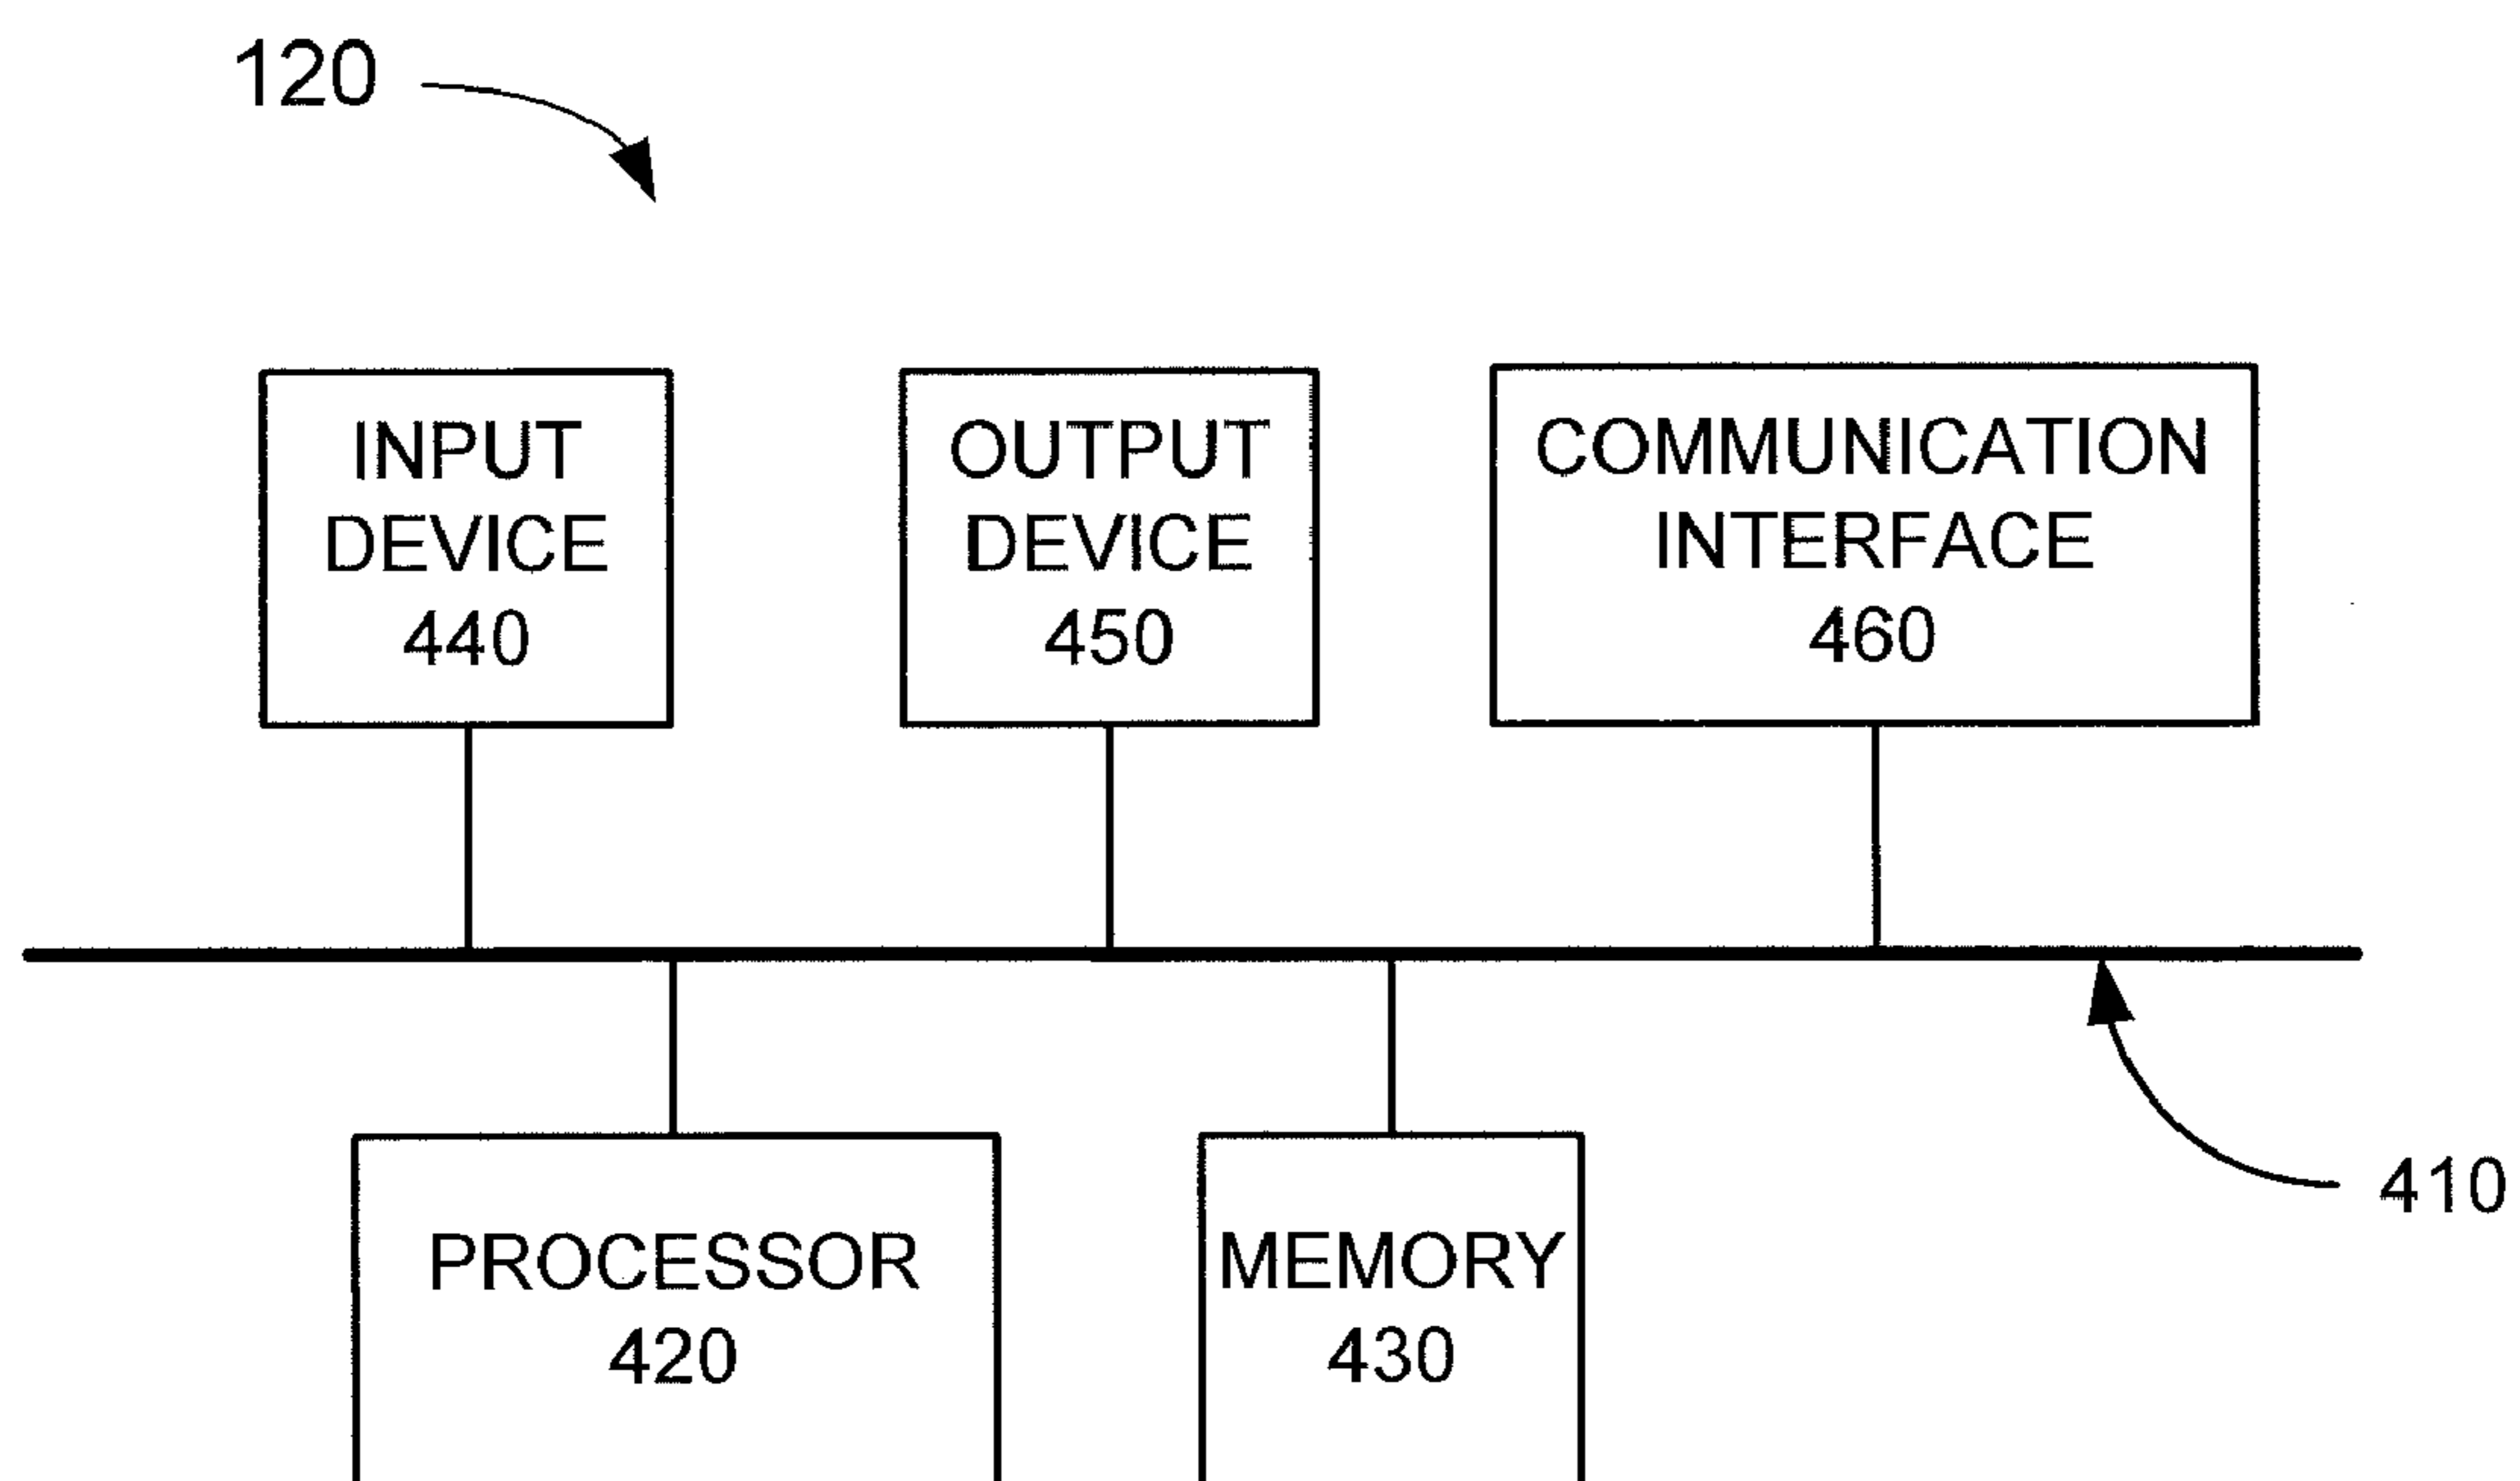 120
INPUT
DEVICE
440
OUTPUT
DEVICE
450
COMMUNICATION
INTERFACE
460
410
PROCESSOR
420
MEMORY
430